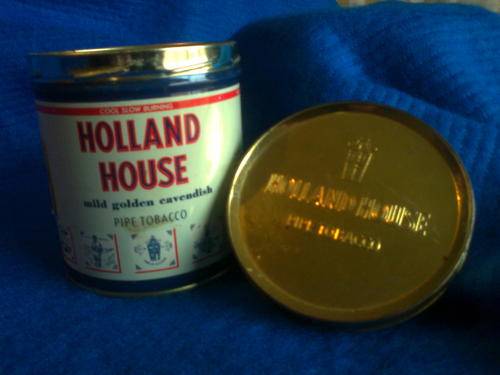 COOL SLOW BURNING
HOLLAND
HOUSE
mild golden cavendish
PIPE TOBACCO
HOLLAND HOUSE
PIPE TOBACCO